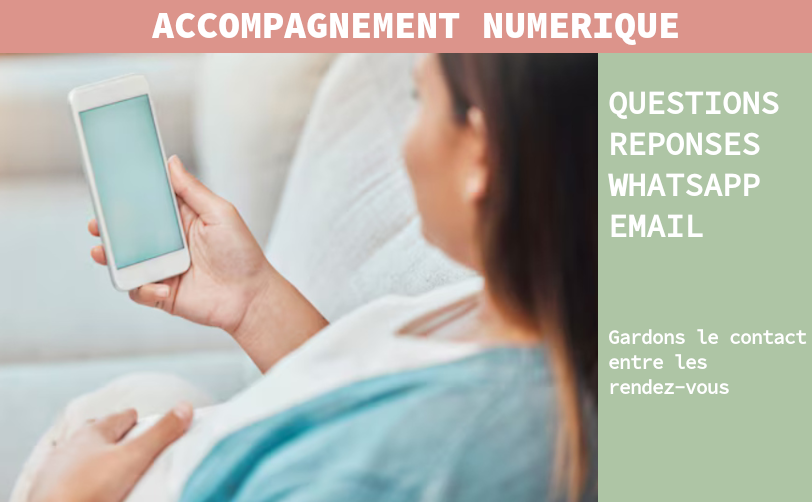 ACCOMPAGNEMENT NUMERIQUE
QUESTIONS
REPONSES
WHATSAPP
EMAIL
Gardons le contact
entre les
rendez-vous